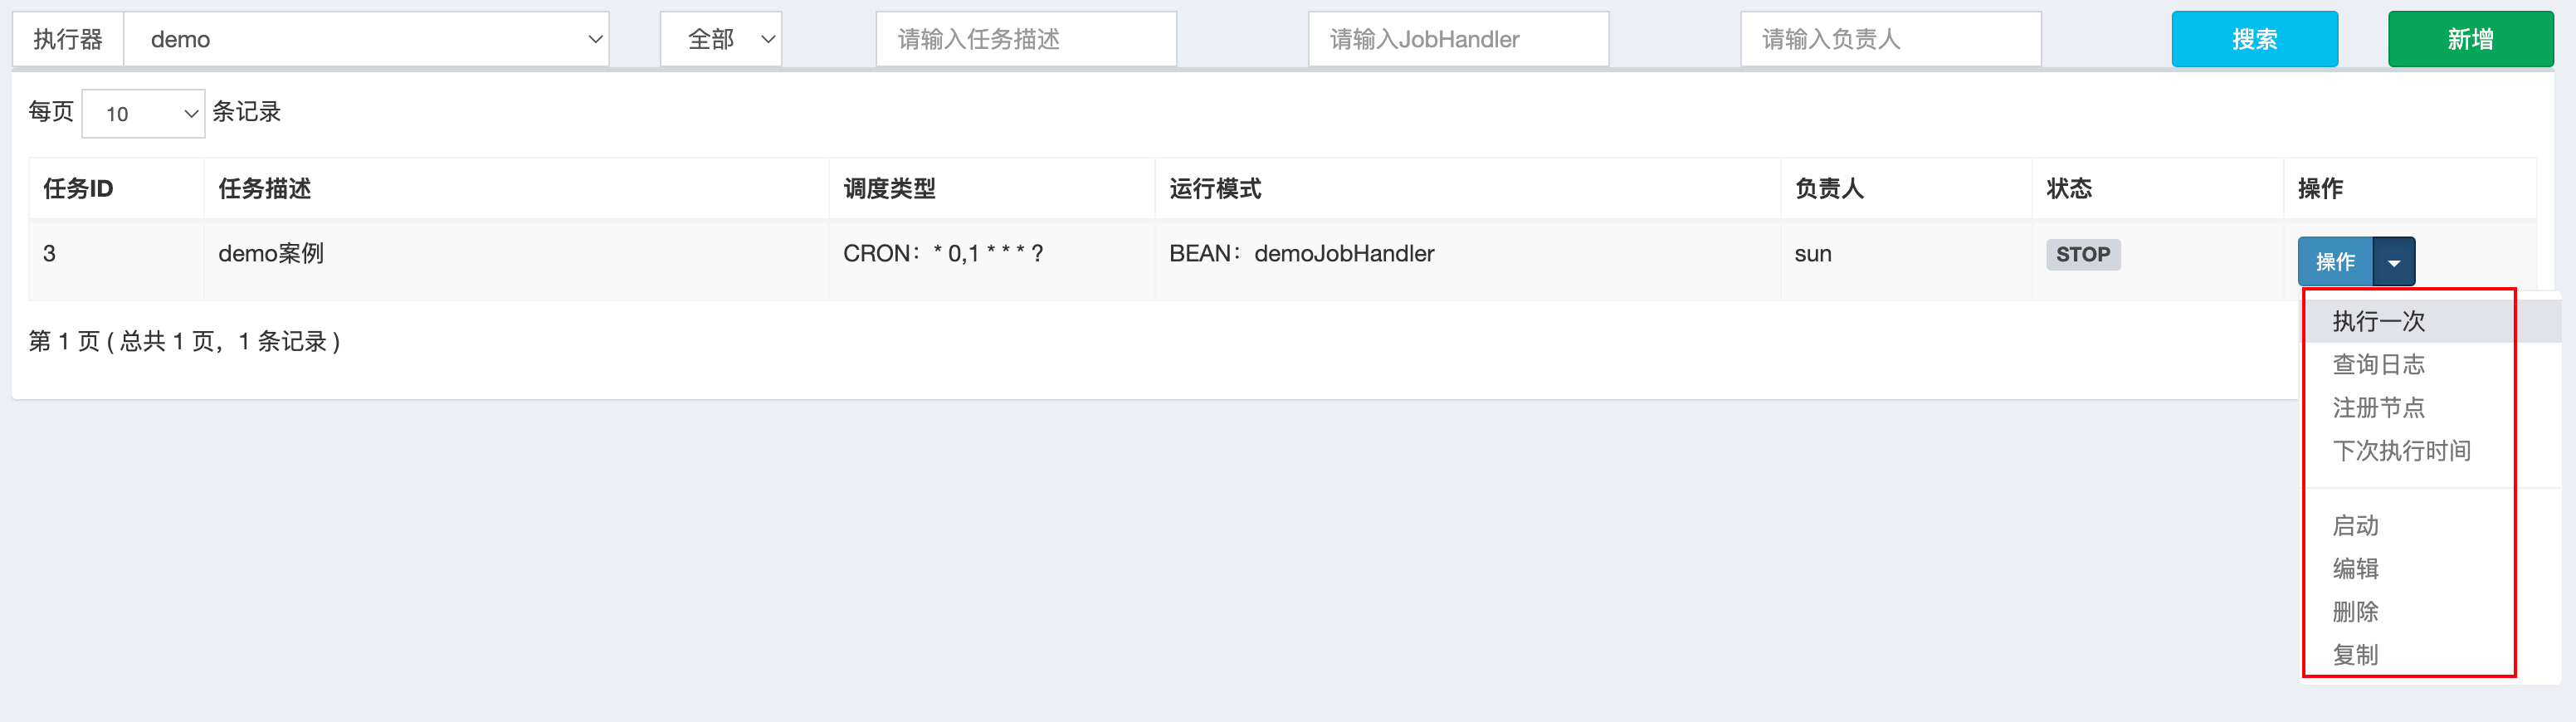 执行器 demo 全部 请输入任务描述 请输入JobHandler 请输入负责人 搜索 新增
每页 10 条记录
任务ID 任务描述 调度类型 运行模式 负责人 状态 操作
3 demo案例 CRON：* 0,1 * * * ? BEAN：demoJobHandler sun STOP 操作
第 1 页 ( 总共 1 页，1 条记录 )
执行一次
查询日志
注册节点
下次执行时间
启动
编辑
删除
复制